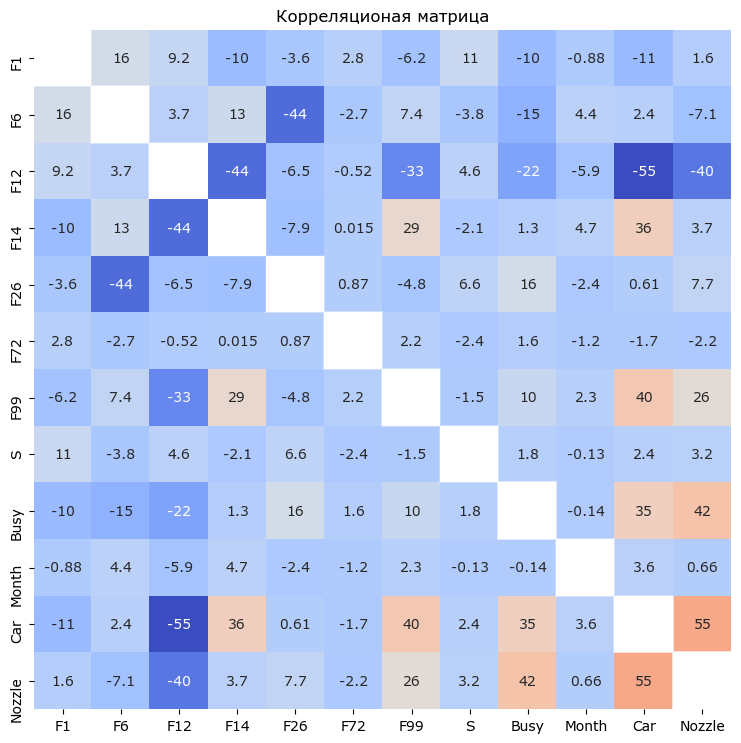 Корреляционая матрица
F1 16 9.2 -10 -3.6 2.8 -6.2 11 -10 -0.88 -11 1.6
F6 16 3.7 13 -44 -2.7 7.4 -3.8 -15 4.4 2.4 -7.1
F12 9.2 3.7 -44 -6.5 -0.52 -33 4.6 -22 -5.9 -55 -40
F14 -10 13 -44 -7.9 0.015 29 -2.1 1.3 4.7 36 3.7
F26 -3.6 -44 -6.5 -7.9 0.87 -4.8 6.6 16 -2.4 0.61 7.7
F72 2.8 -2.7 -0.52 0.015 0.87 2.2 -2.4 1.6 -1.2 -1.7 -2.2
F99 -6.2 7.4 -33 29 -4.8 2.2 -1.5 10 2.3 40 26
S 11 -3.8 4.6 -2.1 6.6 -2.4 -1.5 1.8 -0.13 2.4 3.2
Busy -10 -15 -22 1.3 16 1.6 10 1.8 -0.14 35 42
Month -0.88 4.4 -5.9 4.7 -2.4 -1.2 2.3 -0.13 -0.14 3.6 0.66
Car -11 2.4 -55 36 0.61 -1.7 40 2.4 35 3.6 55
Nozzle 1.6 -7.1 -40 3.7 7.7 -2.2 26 3.2 42 0.66 55
F1 F6 F12 F14 F26 F72 F99 S Busy Month Car Nozzle